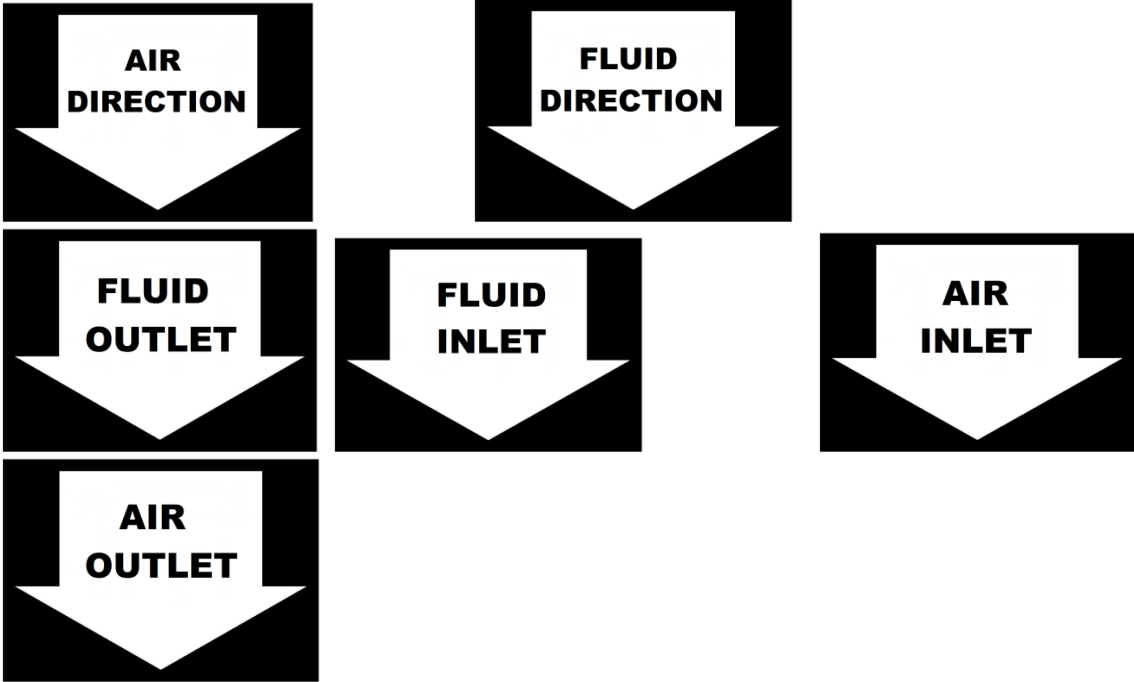 AIR
DIRECTION
FLUID
DIRECTION
FLUID
OUTLET
FLUID
INLET
AIR
INLET
AIR
OUTLET